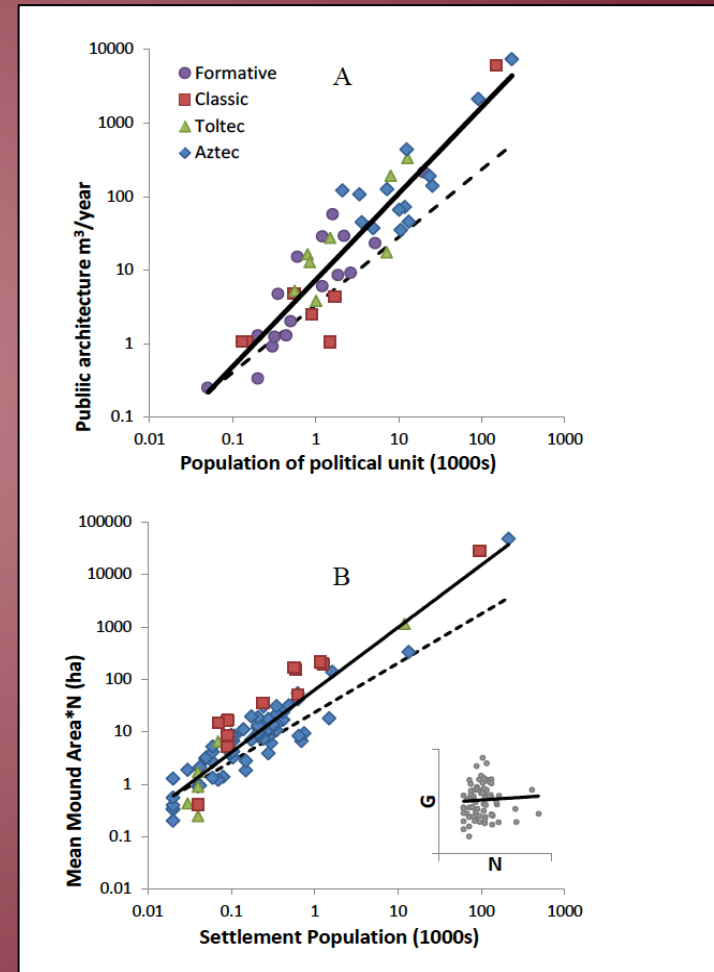 10000
1000
100
10
1
0.1
A
Formative
Classic
Toltec
Aztec
Publiic architecture m³/year
0.01 0.1 1 10 100 1000
Population of political unit (1000s)
100000
10000
1000
100
10
1
0.1
0.01
B
Mean Mound Area*N (ha)
G
N
0.01 0.1 1 10 100 1000
Settlement Population (1000s)